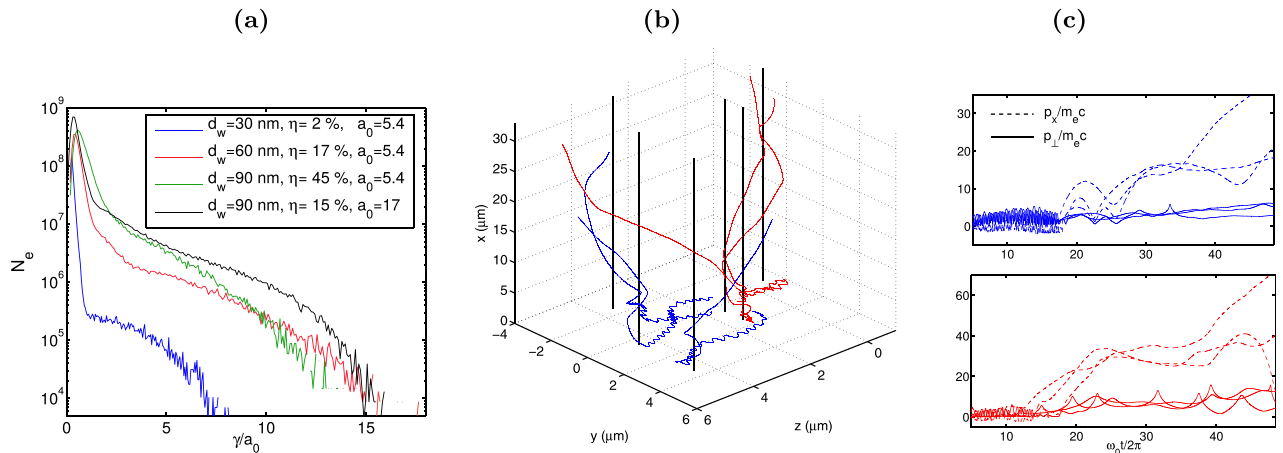 (a)
(b)
(c)
10^9
10^8
10^7
10^6
10^5
10^4
N_e
0
5
10
15
γ/a_0
d_w=30 nm, η= 2 %, a_0=5.4
d_w=60 nm, η= 17 %, a_0=5.4
d_w=90 nm, η= 45 %, a_0=5.4
d_w=90 nm, η= 15 %, a_0=17
x (μm)
30
25
20
15
10
5
0
−4
−2
0
2
4
6
y (μm)
6
4
2
0
z (μm)
30
20
10
0
p_x/m_ec
p_⊥/m_ec
10
20
30
40
60
40
20
0
10
20
30
40
ω_0t/2π